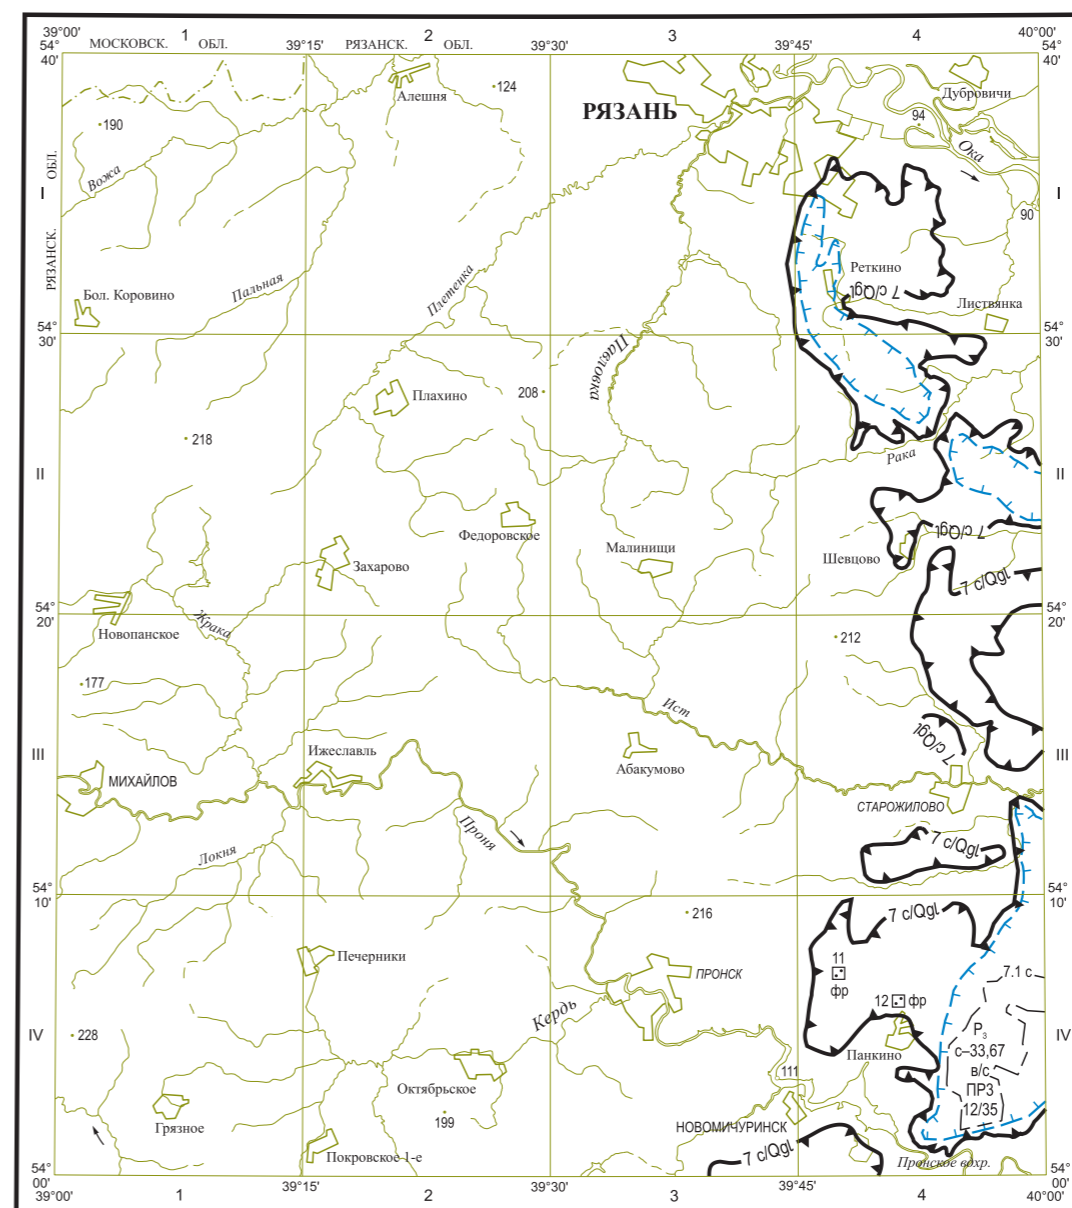 39°00' 1 39°15' 2 39°30' 3 39°45' 4 40°00'
МОСКОВСК. ОБЛ. РЯЗАНСК. ОБЛ.
54° 40' 54° 40'
Алешня
124
Дубровичи
РЯЗАНЬ
94
190
Ока
ОБЛ.
РЯЗАНСК.
Вожа
I I
90
Реткино
Пальная
Плетенка
Бол. Коровино
7 c/Qgl
Листвянка
54° 30' 54° 30'
Павловка
208
Плахино
218
Рака
II II
Федоровское
7 c/Qgl
Малинищи
Шевцово
Захарово
7 c/Qgl
54° 20' 54° 20'
Жрака
Новопанское
212
177
Ист
7 c/Qgl
III III
Ижеславль
Абакумово
МИХАЙЛОВ
СТАРОЖИЛОВО
Проня
7 c/Qgl
Локня
54° 10' 54° 10'
216
7 c/Qgl
Печерники
11
фр
ПРОНСК
7.1 с
12 фр
Кердь
IV IV
228
P₃
с–33,67
в/с
ПРЗ
12/35
Панкино
111
Октябрьское
199
Грязное
НОВОМИЧУРИНСК
7 c/Qgl
Покровское 1-е
Пронское вдхр.
54° 00' 54° 00'
39°00' 1 39°15' 2 39°30' 3 39°45' 4 40°00'